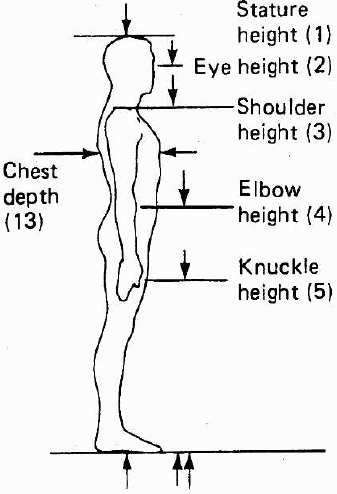 Stature
height (1)
Eye height (2)
Shoulder
height (3)
Chest
depth
(13)
Elbow
height (4)
Knuckle
height (5)